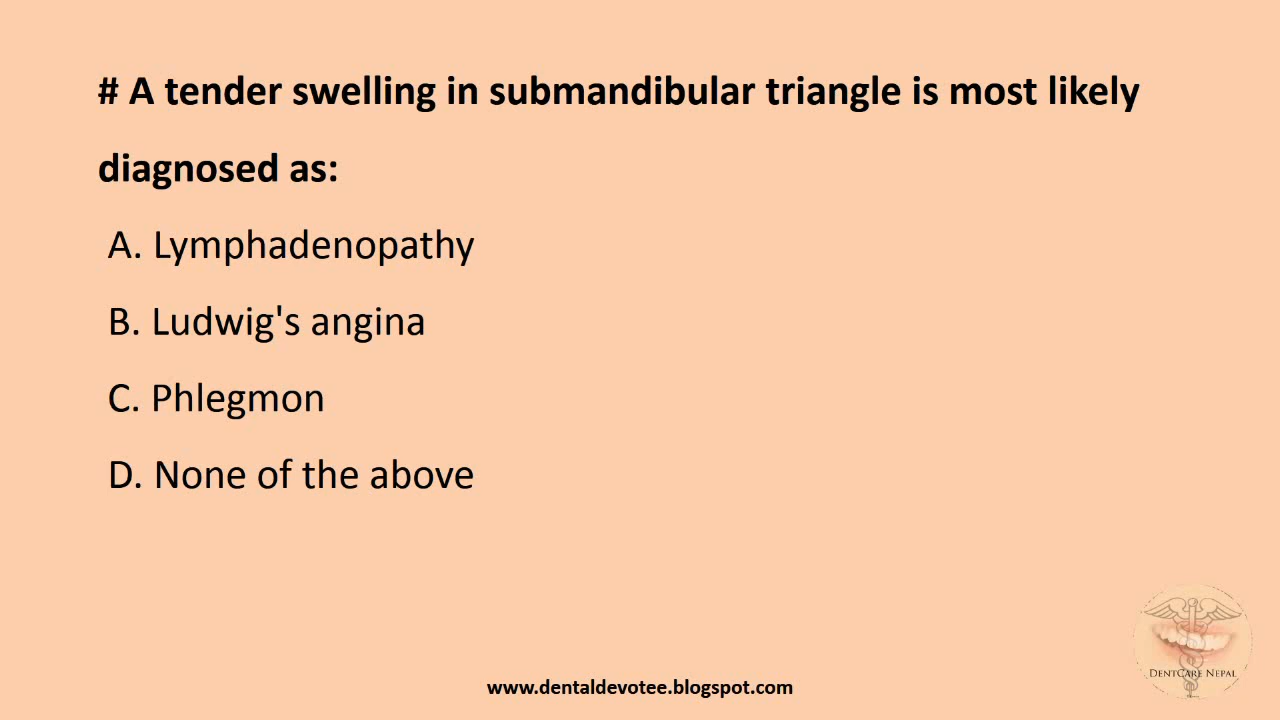 # A tender swelling in submandibular triangle is most likely
diagnosed as:
A. Lymphadenopathy
B. Ludwig's angina
C. Phlegmon
D. None of the above
DENTCARE NEPAL
www.dentaldevotee.blogspot.com